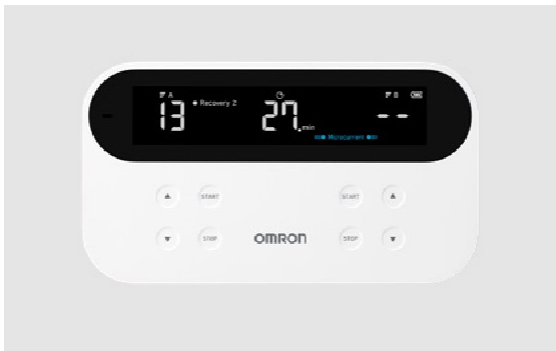 A
B
13
Recovery 2
27.min
--
Microcurrent
START
START
STOP
STOP
OMRON